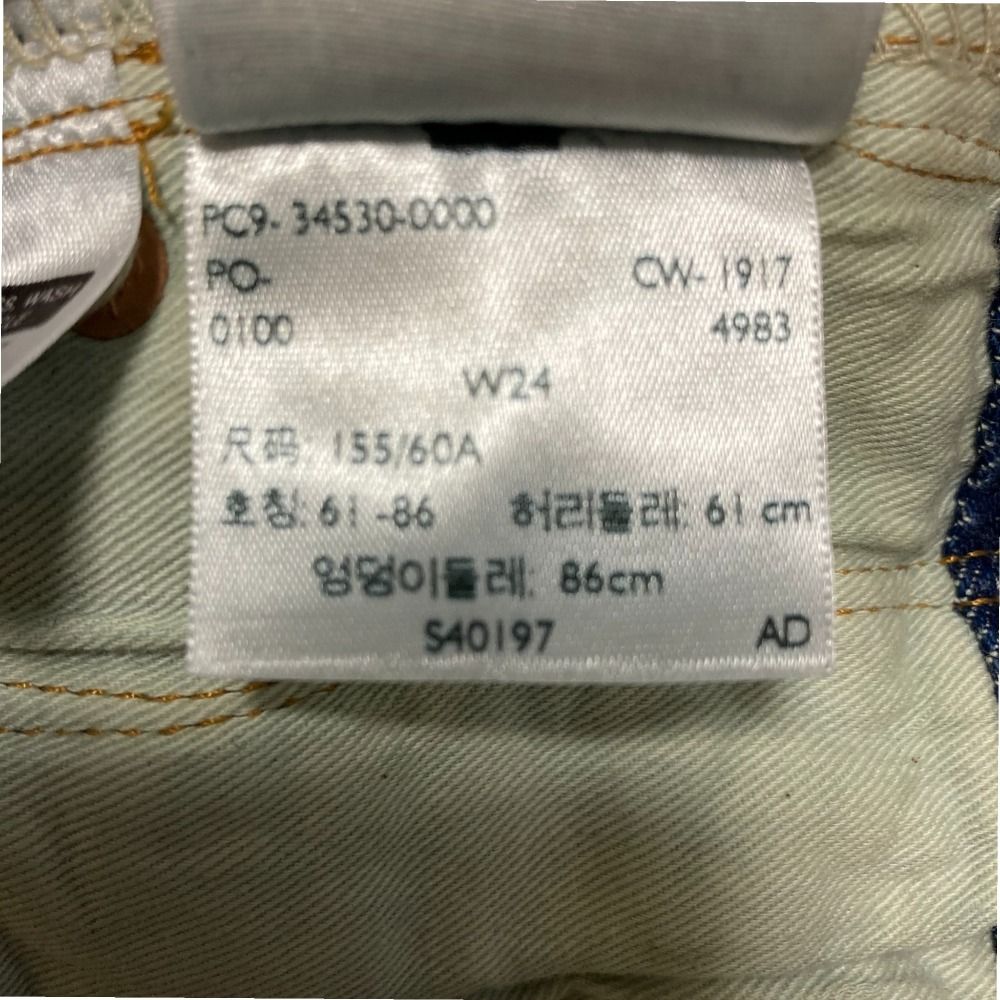 PC9- 34530-0000
PO- CW- 1917
0100 4983
W24
尺码: 155/60A
호칭: 61 -86 허리둘레: 61 cm
엉덩이둘레: 86cm
S40197 AD
WASH